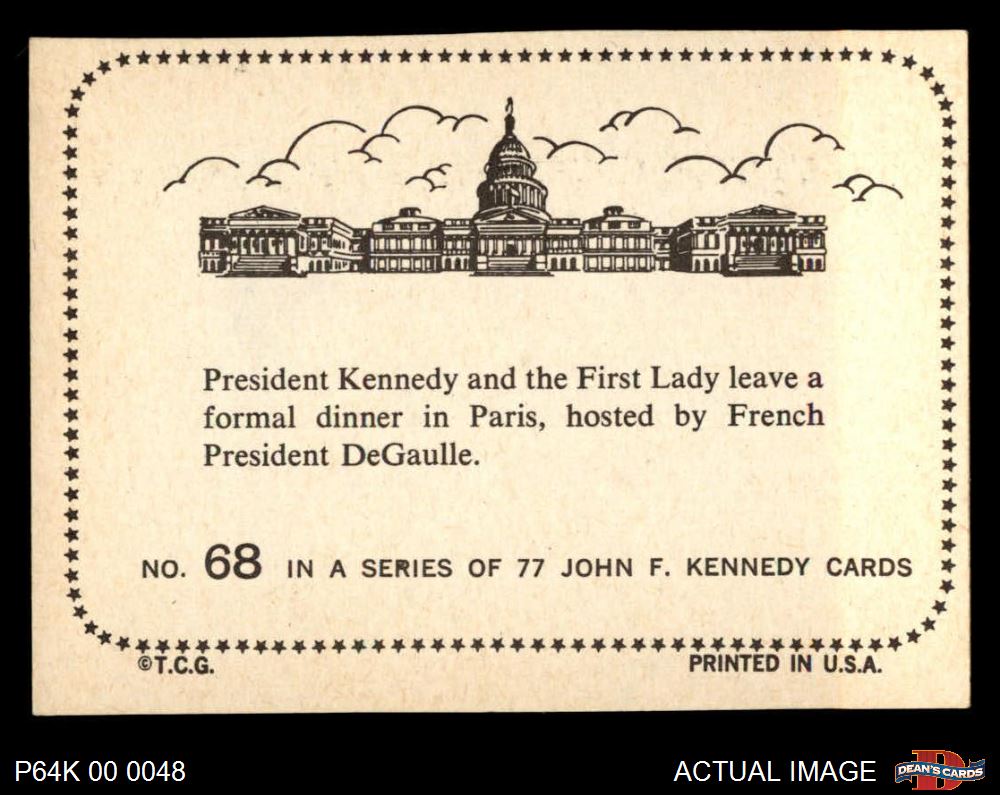 President Kennedy and the First Lady leave a
formal dinner in Paris, hosted by French
President DeGaulle.
NO. 68 IN A SERIES OF 77 JOHN F. KENNEDY CARDS
©T.C.G. PRINTED IN U.S.A.
P64K 00 0048 ACTUAL IMAGE DEAN'S CARDS